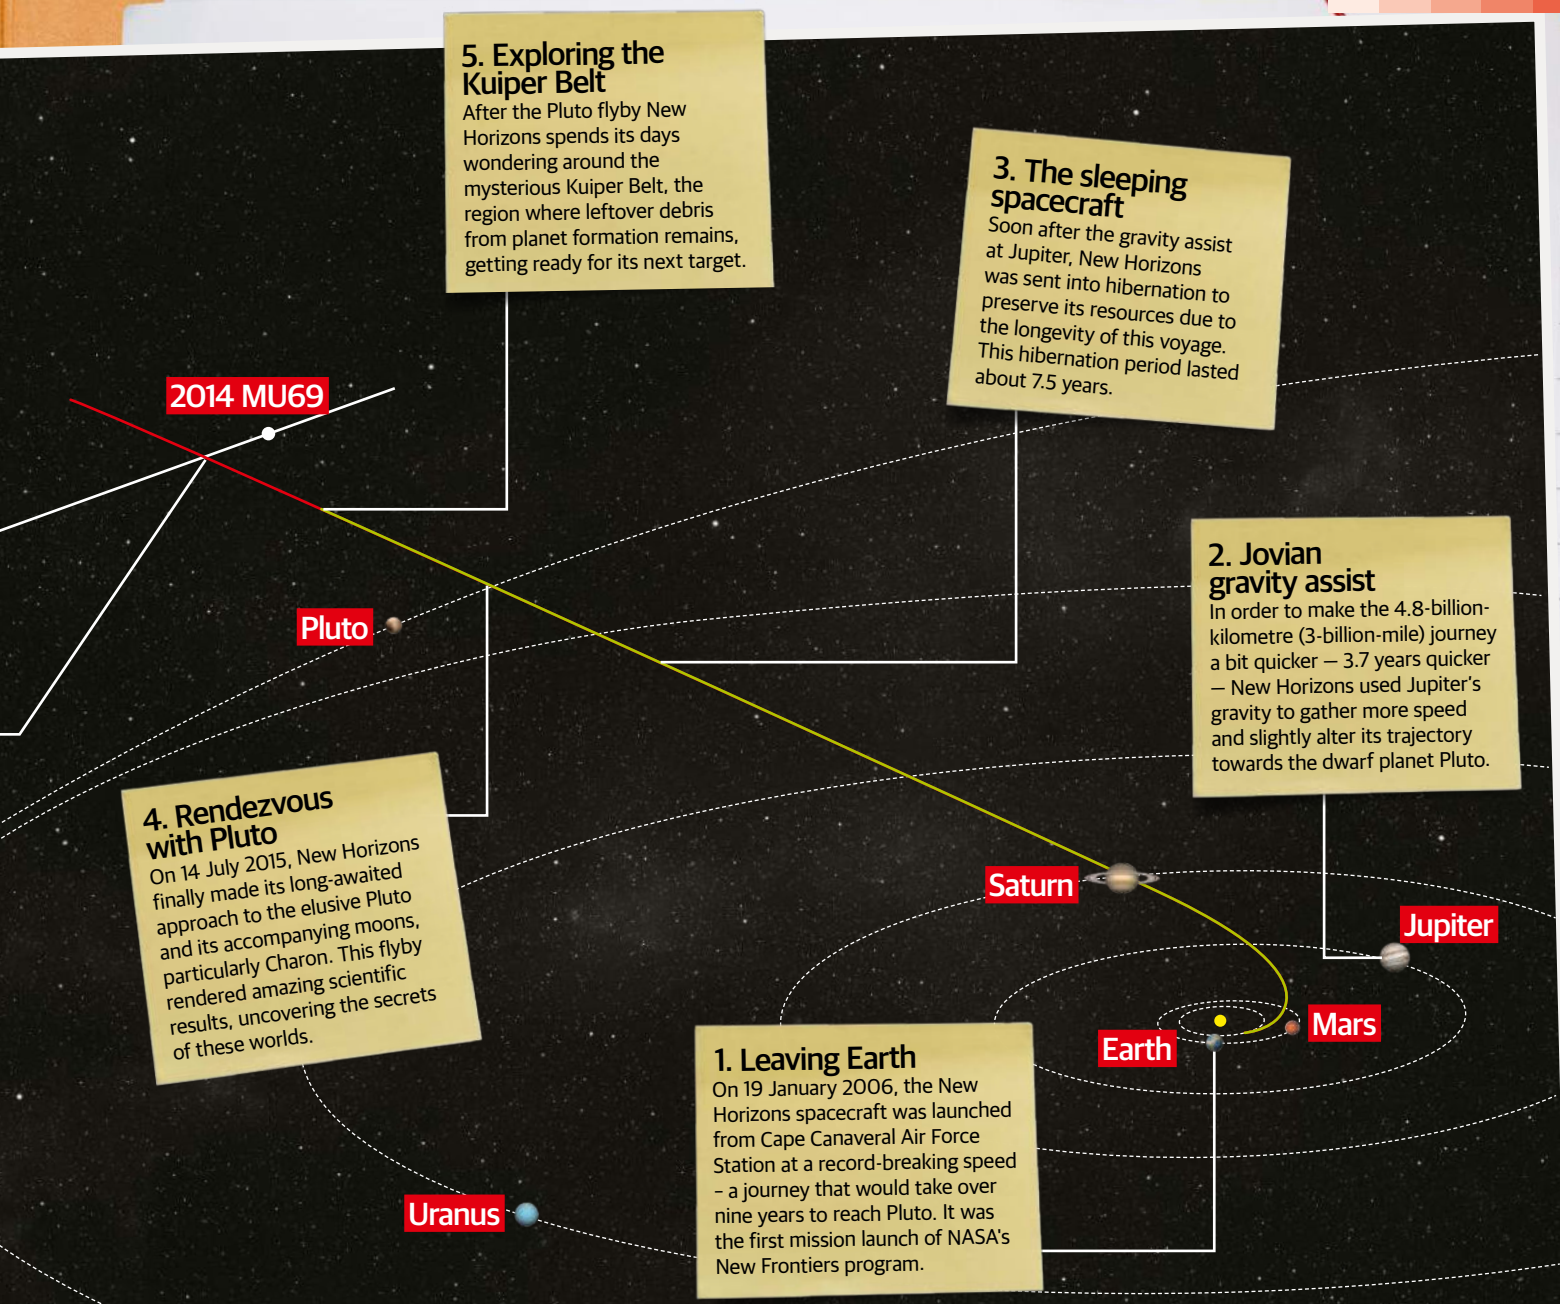 5. Exploring the
Kuiper Belt
After the Pluto flyby New
Horizons spends its days
wondering around the
mysterious Kuiper Belt, the
region where leftover debris
from planet formation remains,
getting ready for its next target.
3. The sleeping
spacecraft
Soon after the gravity assist
at Jupiter, New Horizons
was sent into hibernation to
preserve its resources due to
the longevity of this voyage.
This hibernation period lasted
about 7.5 years.
2014 MU69
2. Jovian
gravity assist
In order to make the 4.8-billion-
kilometre (3-billion-mile) journey
a bit quicker — 3.7 years quicker
— New Horizons used Jupiter's
gravity to gather more speed
and slightly alter its trajectory
towards the dwarf planet Pluto.
Pluto
4. Rendezvous
with Pluto
On 14 July 2015, New Horizons
finally made its long-awaited
approach to the elusive Pluto
and its accompanying moons,
particularly Charon. This flyby
rendered amazing scientific
results, uncovering the secrets
of these worlds.
Saturn
Jupiter
Mars
Earth
1. Leaving Earth
On 19 January 2006, the New
Horizons spacecraft was launched
from Cape Canaveral Air Force
Station at a record-breaking speed
– a journey that would take over
nine years to reach Pluto. It was
the first mission launch of NASA's
New Frontiers program.
Uranus